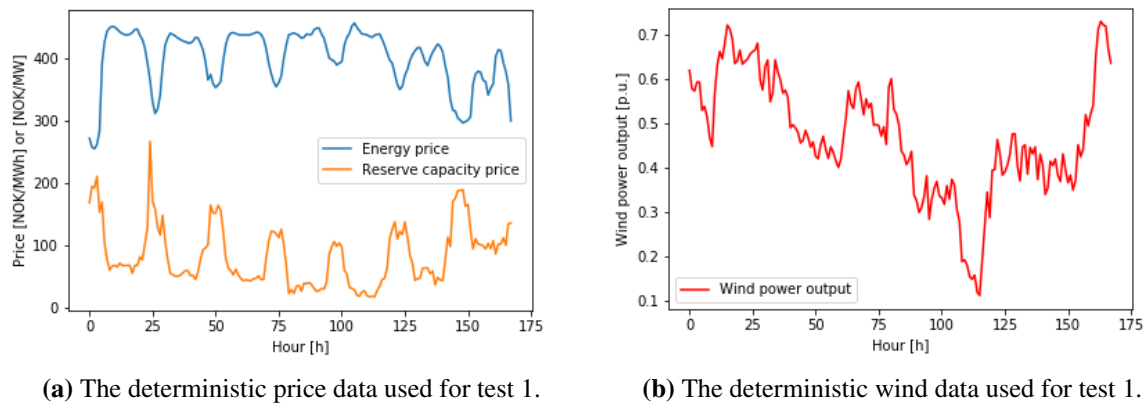 Price [NOK/MWh] or [NOK/MW]
400
300
200
100
0
Energy price
Reserve capacity price
0 25 50 75 100 125 150 175
Hour [h]
(a) The deterministic price data used for test 1.
Wind power output [p.u.]
0.7
0.6
0.5
0.4
0.3
0.2
0.1
Wind power output
0 25 50 75 100 125 150 175
Hour [h]
(b) The deterministic wind data used for test 1.